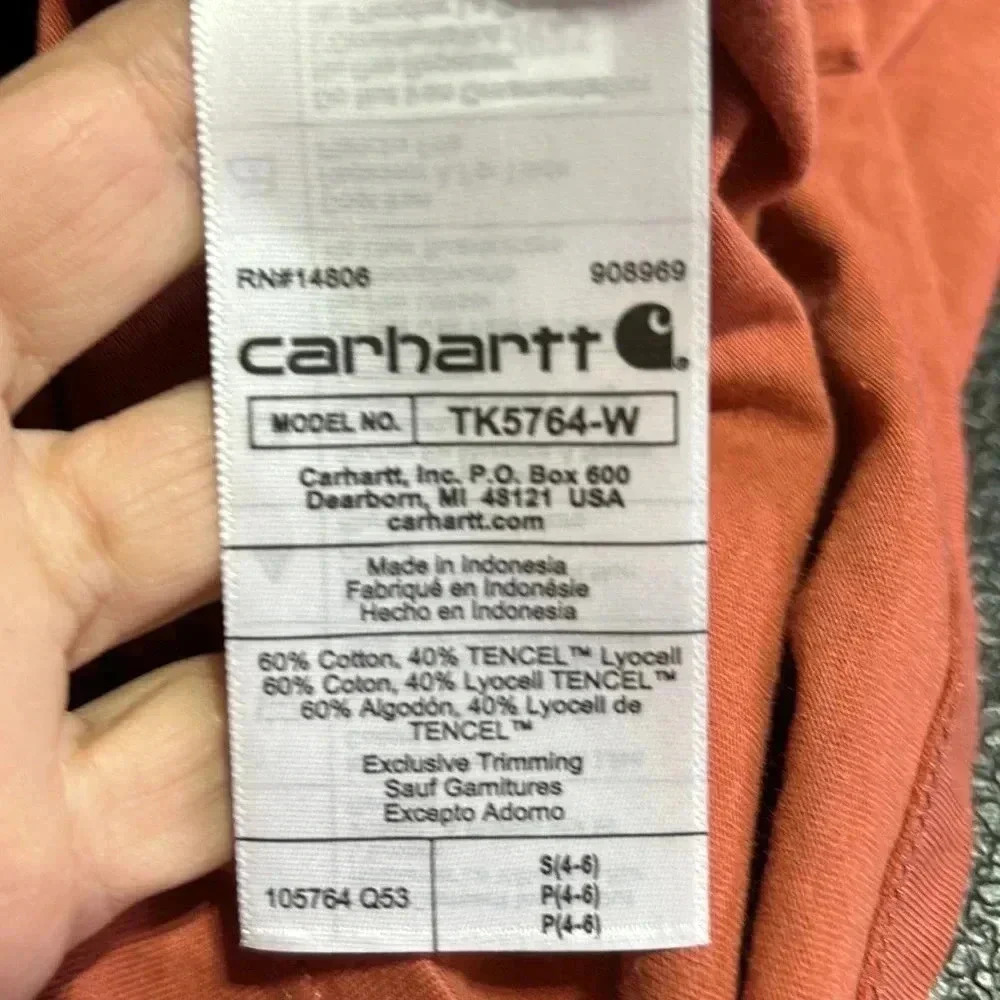 RN#14806 908969
carhartt
MODEL NO. TK5764-W
Carhartt, Inc. P.O. Box 600
Dearborn, MI 48121 USA
carhartt.com
Made in Indonesia
Fabriqué en Indonésie
Hecho en Indonesia
60% Cotton, 40% TENCEL™ Lyocell
60% Coton, 40% Lyocell TENCEL™
60% Algodón, 40% Lyocell de
TENCEL™
Exclusive Trimming
Sauf Garnitures
Excepto Adorno
105764 Q53
S(4-6)
P(4-6)
P(4-6)